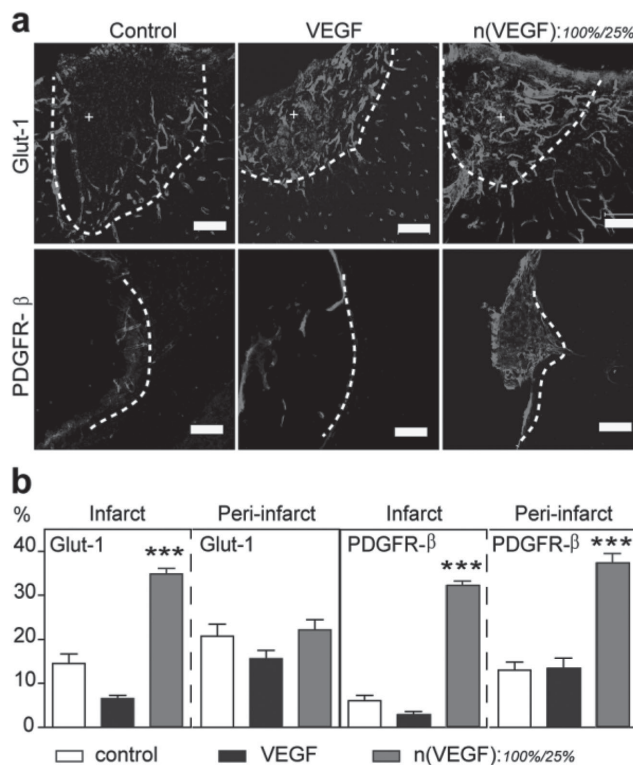 a
Control VEGF n(VEGF):100%/25%
Glut-1
PDGFR- β
b
% Infarct Peri-infarct Infarct Peri-infarct
40
30
20
10
0
Glut-1 *** Glut-1 PDGFR-β *** PDGFR-β ***
control VEGF n(VEGF):100%/25%